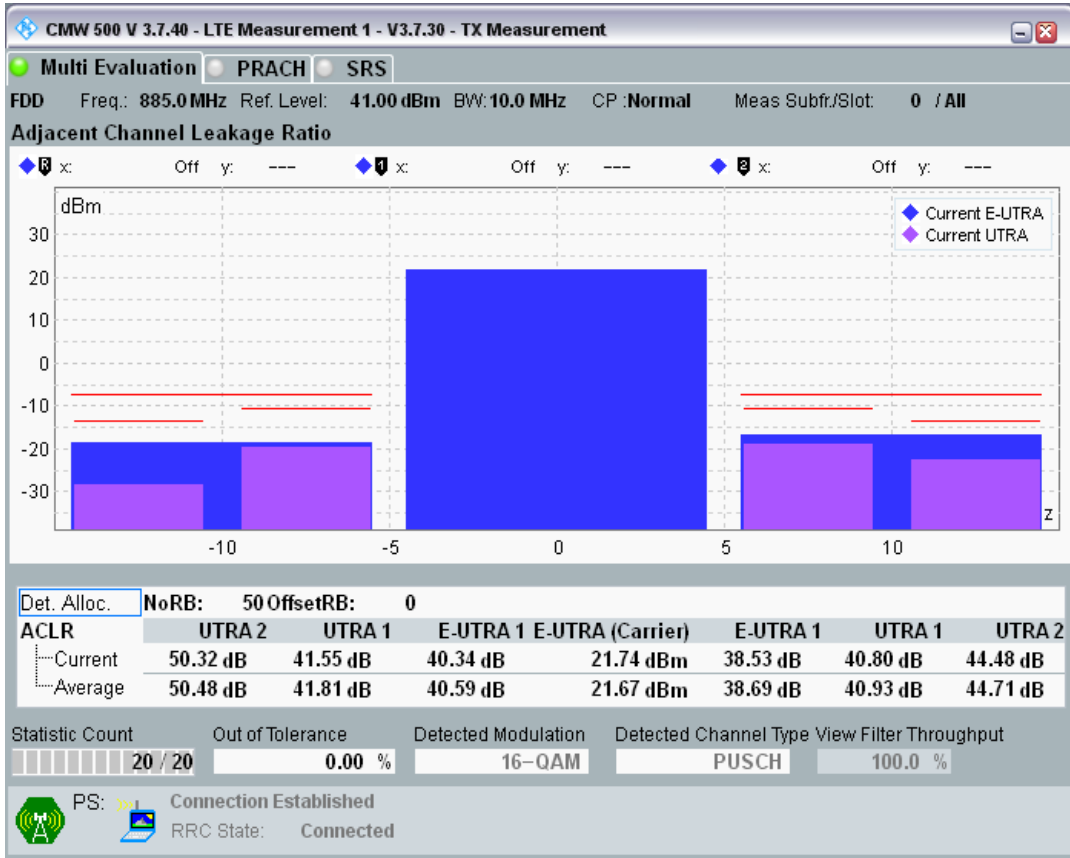 CMW 500 V 3.7.40 - LTE Measurement 1 - V3.7.30 - TX Measurement
Multi Evaluation PRACH SRS
FDD Freq.: 885.0 MHz Ref. Level: 41.00 dBm BW: 10.0 MHz CP :Normal Meas Subfr./Slot: 0 / All
Adjacent Channel Leakage Ratio
R x: Off y: --- 1 x: Off y: --- 2 x: Off y: ---
dBm
Current E-UTRA
Current UTRA
30
20
10
0
-10
-20
-30
z
-10 -5 0 5 10
Det. Alloc. NoRB: 50 OffsetRB: 0
ACLR UTRA 2 UTRA 1 E-UTRA 1 E-UTRA (Carrier) E-UTRA 1 UTRA 1 UTRA 2
Current 50.32 dB 41.55 dB 40.34 dB 21.74 dBm 38.53 dB 40.80 dB 44.48 dB
Average 50.48 dB 41.81 dB 40.59 dB 21.67 dBm 38.69 dB 40.93 dB 44.71 dB
Statistic Count Out of Tolerance Detected Modulation Detected Channel Type View Filter Throughput
20 / 20 0.00 % 16-QAM PUSCH 100.0 %
PS: Connection Established
RRC State: Connected